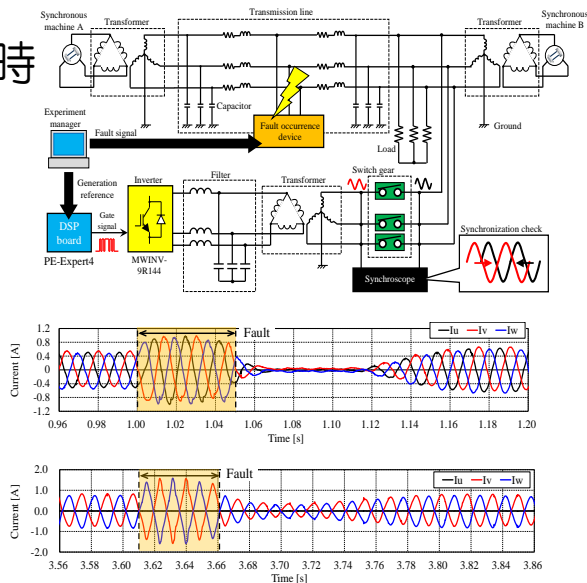 時
Synchronous
machine A
Transformer
Transmission line
Transformer
Synchronous
machine B
Capacitor
Experiment
manager
Fault signal
Fault occurrence
device
Load
Ground
Generation
reference
Inverter
Filter
Transformer
Switch gear
DSP
board
Gate
signal
PE-Expert4
MWINV-
9R144
Synchronization check
Synchroscope
Current [A]
1.2
0.8
0.4
0.0
-0.4
-0.8
-1.2
Fault
Iu Iv Iw
0.96 0.98 1.00 1.02 1.04 1.06 1.08 1.10 1.12 1.14 1.16 1.18 1.20
Time [s]
Current [A]
2.0
1.0
0.0
-1.0
-2.0
Fault
Iu Iv Iw
3.56 3.58 3.60 3.62 3.64 3.66 3.68 3.70 3.72 3.74 3.76 3.78 3.80 3.82 3.84 3.86
Time [s]